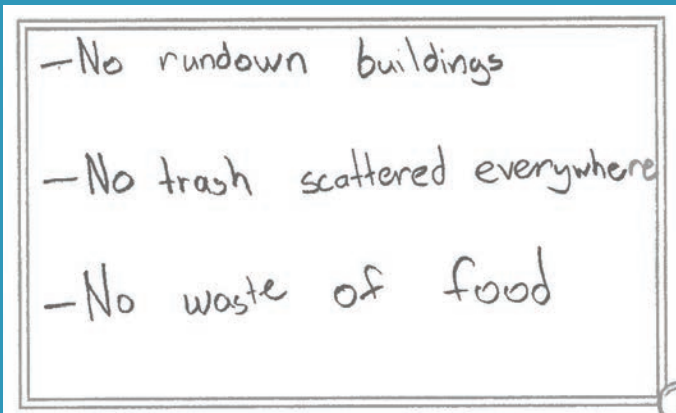 -No rundown buildings
-No trash scattered everywhere
-No waste of food